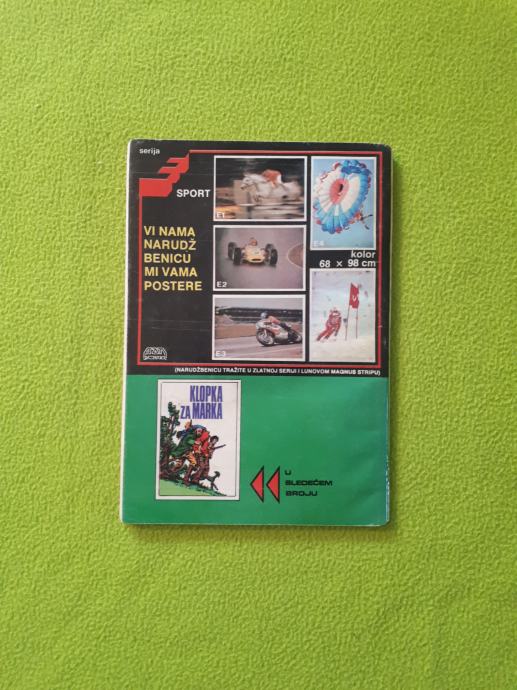 serija
SPORT
VI NAMA
NARUDŽ
BENICU
MI VAMA
POSTERE
E1
E4
kolor
68 × 98 cm
E2
E3
(NARUDŽBENICU TRAŽITE U ZLATNOJ SERIJI I LUNOVOM MAGNUS STRIPU)
KLOPKA
ZA MARKA
U
SLEDEĆEM
BROJU